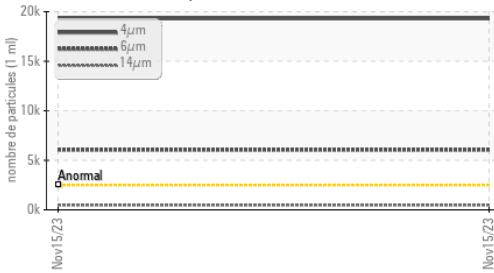 20k
4μm
6μm
14μm
15k
10k
5k
Anormal
0k
nombre de particules (1 ml)
Nov15/23
Nov15/23